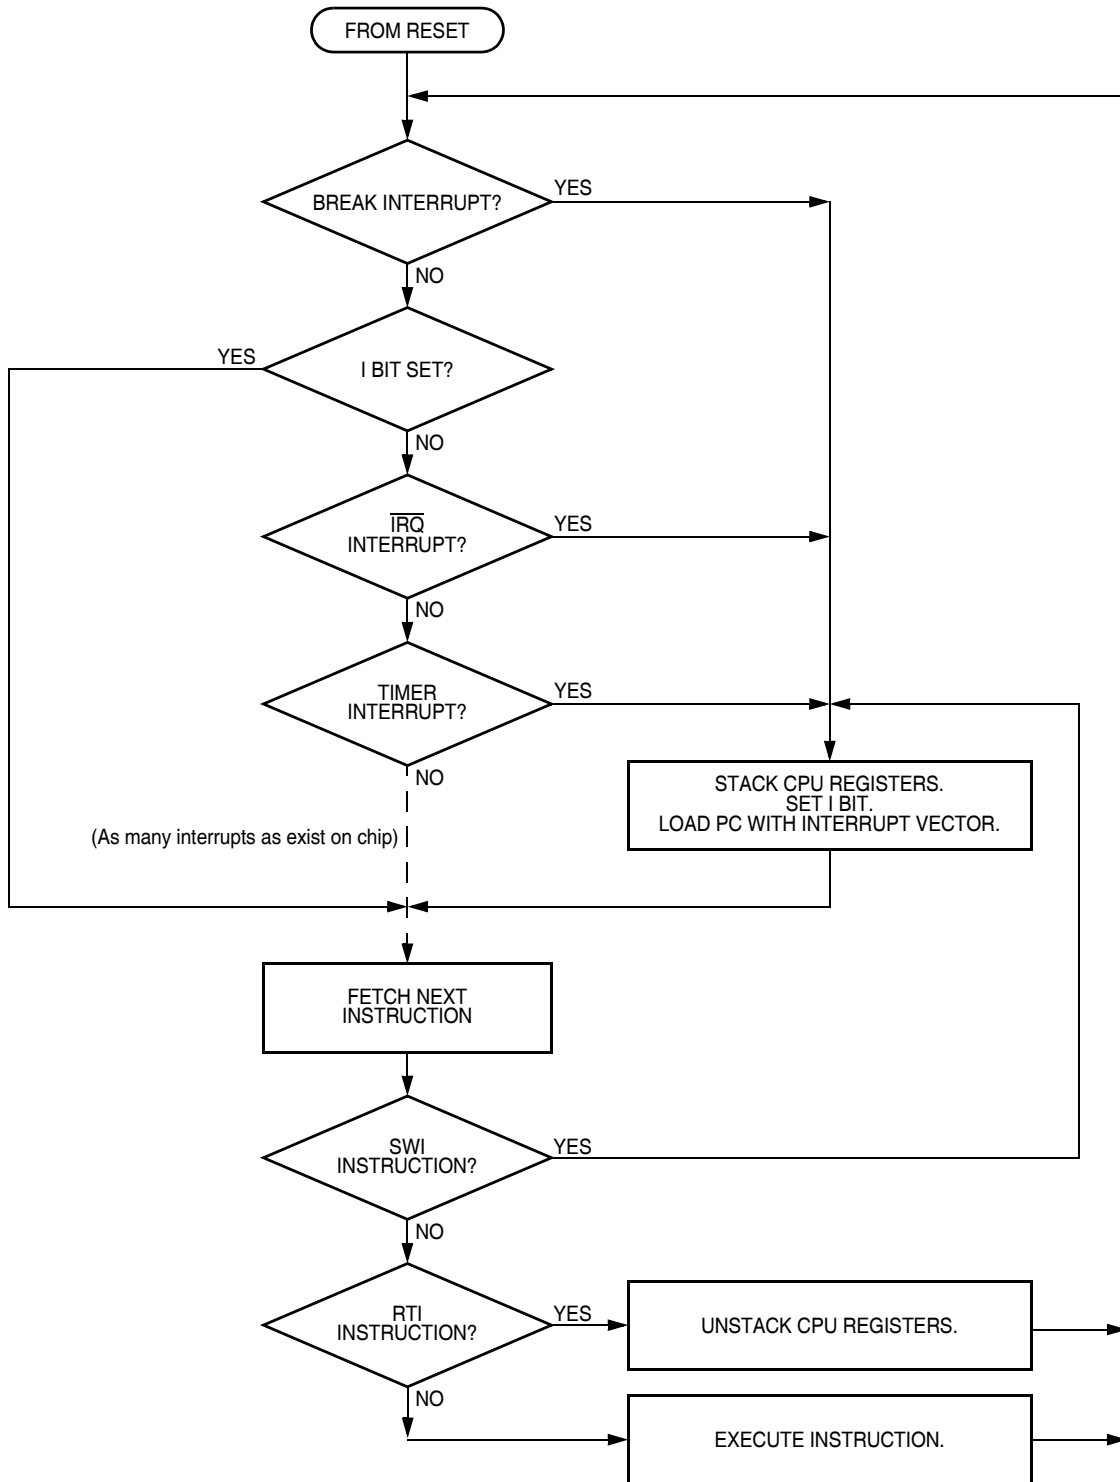 FROM RESET
BREAK INTERRUPT?
YES
NO
I BIT SET?
YES
NO
IRQ
INTERRUPT?
YES
NO
TIMER
INTERRUPT?
YES
NO
STACK CPU REGISTERS.
SET I BIT.
LOAD PC WITH INTERRUPT VECTOR.
(As many interrupts as exist on chip)
FETCH NEXT
INSTRUCTION
SWI
INSTRUCTION?
YES
NO
RTI
INSTRUCTION?
YES
UNSTACK CPU REGISTERS.
NO
EXECUTE INSTRUCTION.